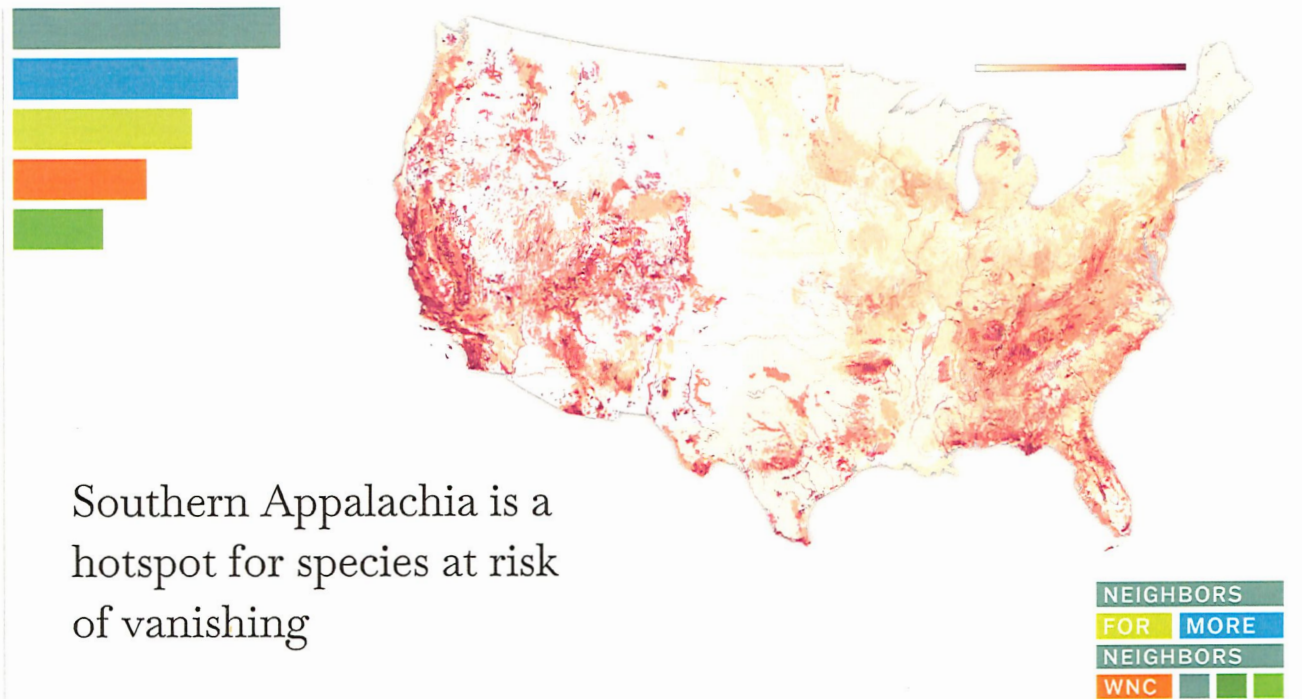 Southern Appalachia is a
hotspot for species at risk
of vanishing
NEIGHBORS
FOR MORE
NEIGHBORS
WNC